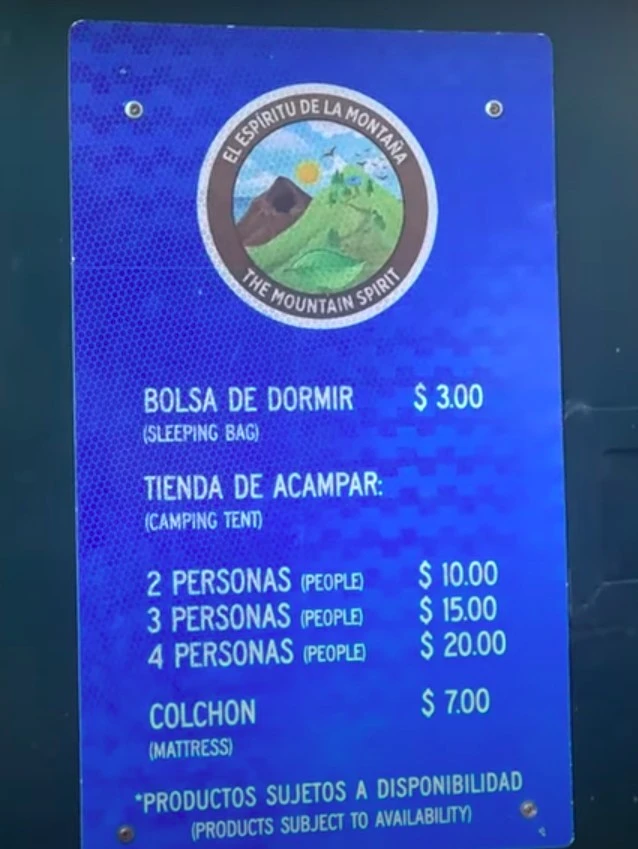 EL ESPÍRITU DE LA MONTAÑA
THE MOUNTAIN SPIRIT
BOLSA DE DORMIR $ 3.00
(SLEEPING BAG)
TIENDA DE ACAMPAR:
(CAMPING TENT)
2 PERSONAS (PEOPLE) $ 10.00
3 PERSONAS (PEOPLE) $ 15.00
4 PERSONAS (PEOPLE) $ 20.00
COLCHON $ 7.00
(MATTRESS)
*PRODUCTOS SUJETOS A DISPONIBILIDAD
(PRODUCTS SUBJECT TO AVAILABILITY)